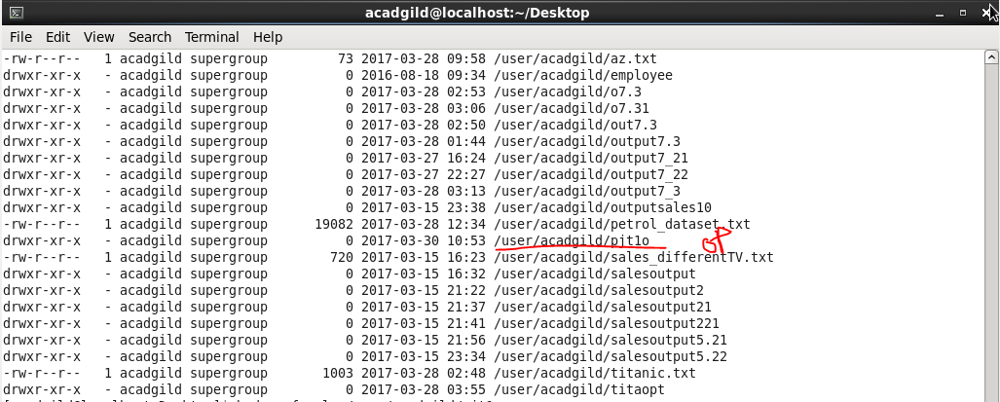 acadgild@localhost:~/Desktop
File Edit View Search Terminal Help
-rw-r--r-- 1 acadgild supergroup 73 2017-03-28 09:58 /user/acadgild/az.txt
drwxr-xr-x - acadgild supergroup 0 2016-08-18 09:34 /user/acadgild/employee
drwxr-xr-x - acadgild supergroup 0 2017-03-28 02:53 /user/acadgild/o7.3
drwxr-xr-x - acadgild supergroup 0 2017-03-28 03:06 /user/acadgild/o7.31
drwxr-xr-x - acadgild supergroup 0 2017-03-28 02:50 /user/acadgild/out7.3
drwxr-xr-x - acadgild supergroup 0 2017-03-28 01:44 /user/acadgild/output7.3
drwxr-xr-x - acadgild supergroup 0 2017-03-27 16:24 /user/acadgild/output7_21
drwxr-xr-x - acadgild supergroup 0 2017-03-27 22:27 /user/acadgild/output7_22
drwxr-xr-x - acadgild supergroup 0 2017-03-28 03:13 /user/acadgild/output7_3
drwxr-xr-x - acadgild supergroup 0 2017-03-15 23:38 /user/acadgild/outputsales10
-rw-r--r-- 1 acadgild supergroup 19082 2017-03-28 12:34 /user/acadgild/petrol_dataset.txt
drwxr-xr-x - acadgild supergroup 0 2017-03-30 10:53 /user/acadgild/pjt1o OP
-rw-r--r-- 1 acadgild supergroup 720 2017-03-15 16:23 /user/acadgild/sales_differentTV.txt
drwxr-xr-x - acadgild supergroup 0 2017-03-15 16:32 /user/acadgild/salesoutput
drwxr-xr-x - acadgild supergroup 0 2017-03-15 21:22 /user/acadgild/salesoutput2
drwxr-xr-x - acadgild supergroup 0 2017-03-15 21:37 /user/acadgild/salesoutput21
drwxr-xr-x - acadgild supergroup 0 2017-03-15 21:41 /user/acadgild/salesoutput221
drwxr-xr-x - acadgild supergroup 0 2017-03-15 21:56 /user/acadgild/salesoutput5.21
drwxr-xr-x - acadgild supergroup 0 2017-03-15 23:34 /user/acadgild/salesoutput5.22
-rw-r--r-- 1 acadgild supergroup 1003 2017-03-28 02:48 /user/acadgild/titanic.txt
drwxr-xr-x - acadgild supergroup 0 2017-03-28 03:55 /user/acadgild/titaopt